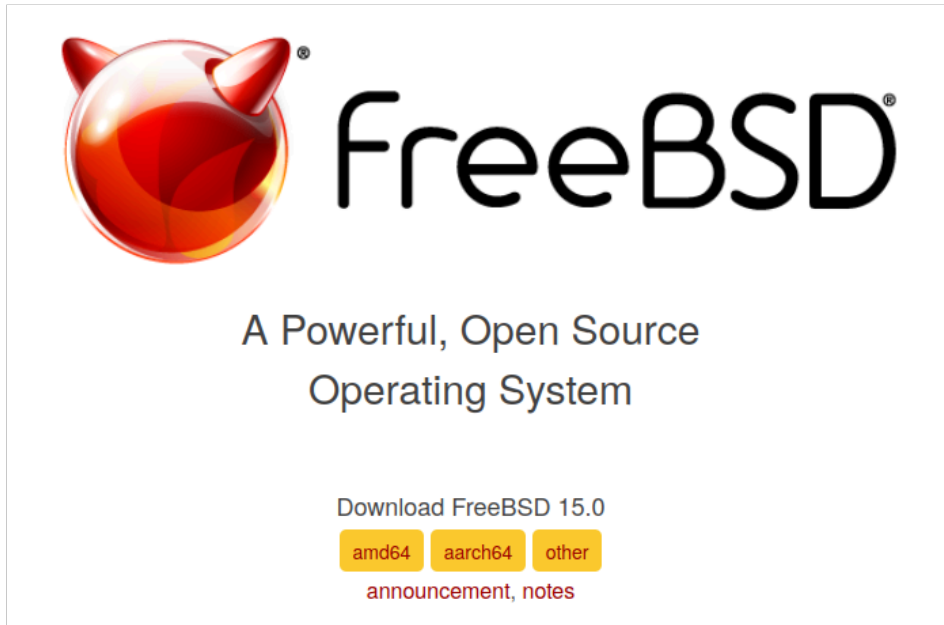 ® FreeBSD®
A Powerful, Open Source
Operating System
Download FreeBSD 15.0
amd64 aarch64 other
announcement, notes